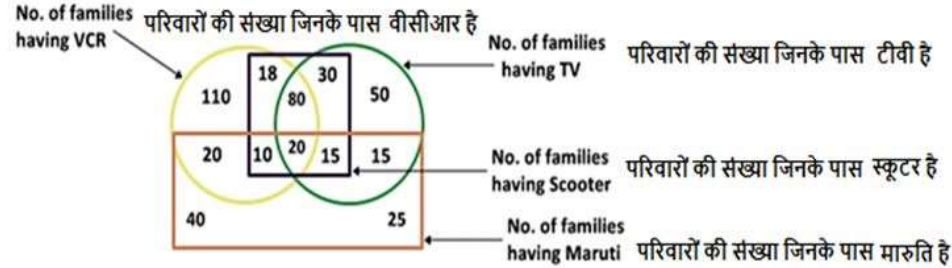 No. of families having VCR परिवारों की संख्या जिनके पास वीसीआर है
No. of families having TV परिवारों की संख्या जिनके पास टीवी है
18 30
110 80 50
20 10 20 15 15
No. of families having Scooter परिवारों की संख्या जिनके पास स्कूटर है
40 25
No. of families having Maruti परिवारों की संख्या जिनके पास मारुति है